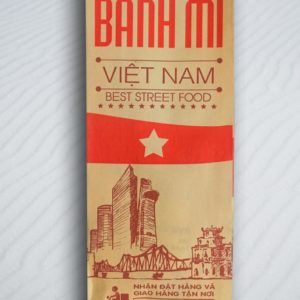 BÁNH MÌ
VIỆT NAM
BEST STREET FOOD
NHẬN ĐẶT HÀNG VÀ
GIAO HÀNG TẬN NƠI